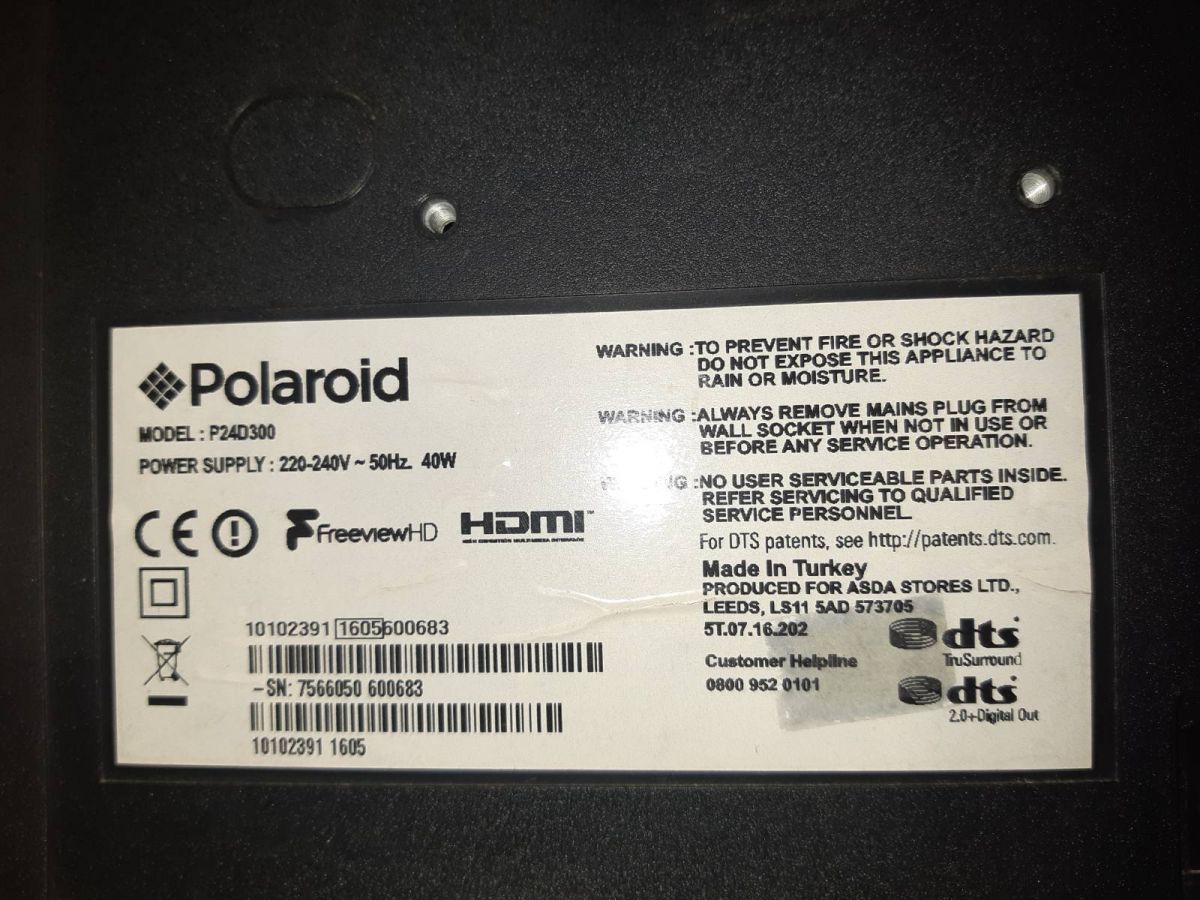 Polaroid
MODEL : P24D300
POWER SUPPLY : 220-240V ~ 50Hz. 40W
CE
FreeviewHD
HDMI™
10102391 1605600683
-SN: 7566050 600683
10102391 1605
WARNING :TO PREVENT FIRE OR SHOCK HAZARD
DO NOT EXPOSE THIS APPLIANCE TO
RAIN OR MOISTURE.
WARNING :ALWAYS REMOVE MAINS PLUG FROM
WALL SOCKET WHEN NOT IN USE OR
BEFORE ANY SERVICE OPERATION.
:NO USER SERVICEABLE PARTS INSIDE.
REFER SERVICING TO QUALIFIED
SERVICE PERSONNEL.
For DTS patents, see http://patents.dts.com.
Made In Turkey
PRODUCED FOR ASDA STORES LTD.,
LEEDS, LS11 5AD 573705
5T.07.16.202
Customer Helpline
0800 952 0101
dts
TruSurround
dts
2.0+Digital Out